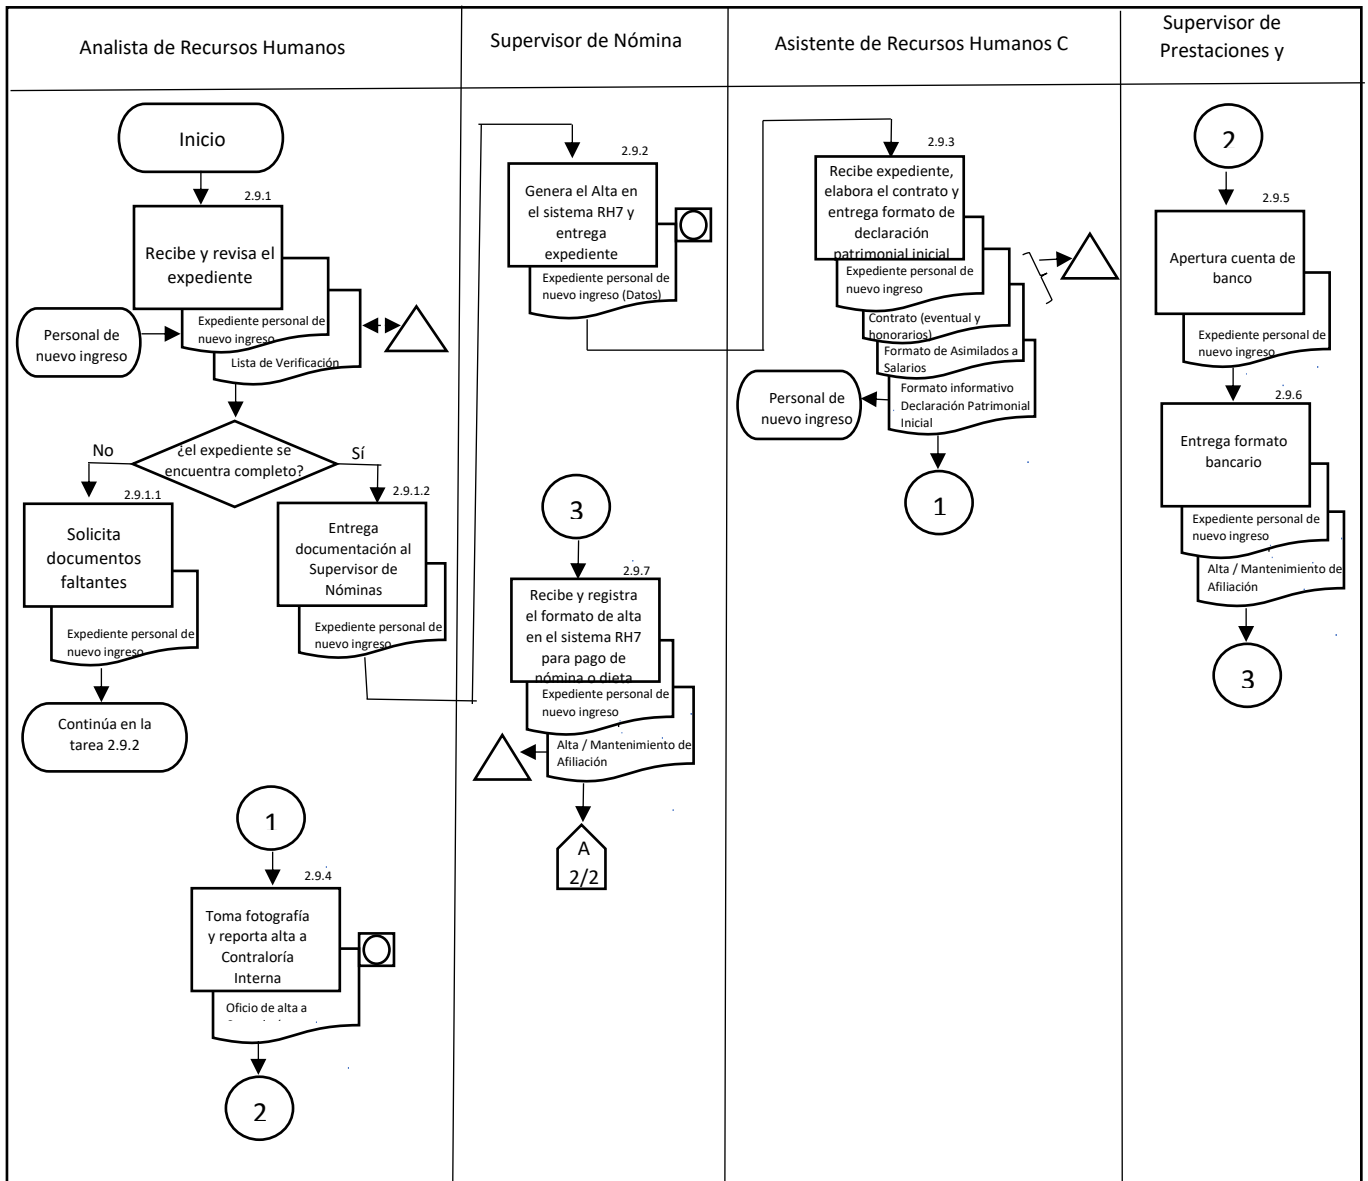 Analista de Recursos Humanos
Supervisor de Nómina
Asistente de Recursos Humanos C
Supervisor de
Prestaciones y
Inicio
2.9.1
Recibe y revisa el
expediente
Personal de
nuevo ingreso
Expediente personal de
nuevo ingreso
Lista de Verificación
¿el expediente se
encuentra completo?
No
Sí
2.9.1.1
Solicita
documentos
faltantes
Expediente personal de
nuevo ingreso
Continúa en la
tarea 2.9.2
2.9.1.2
Entrega
documentación al
Supervisor de
Nóminas
Expediente personal de
nuevo ingreso
1
2.9.4
Toma fotografía
y reporta alta a
Contraloría
Interna
Oficio de alta a
2
2.9.2
Genera el Alta en
el sistema RH7 y
entrega
expediente
Expediente personal de
nuevo ingreso (Datos)
3
2.9.7
Recibe y registra
el formato de alta
en el sistema RH7
para pago de
nómina o dieta
Expediente personal de
nuevo ingreso
Alta / Mantenimiento de
Afiliación
A
2/2
2.9.3
Recibe expediente,
elabora el contrato y
entrega formato de
declaración
patrimonial inicial
Expediente personal de
nuevo ingreso
Contrato (eventual y
honorarios)
Formato de Asimilados a
Salarios
Formato informativo
Declaración Patrimonial
Inicial
Personal de
nuevo ingreso
1
2
2.9.5
Apertura cuenta de
banco
Expediente personal de
nuevo ingreso
2.9.6
Entrega formato
bancario
Expediente personal de
nuevo ingreso
Alta / Mantenimiento de
Afiliación
3